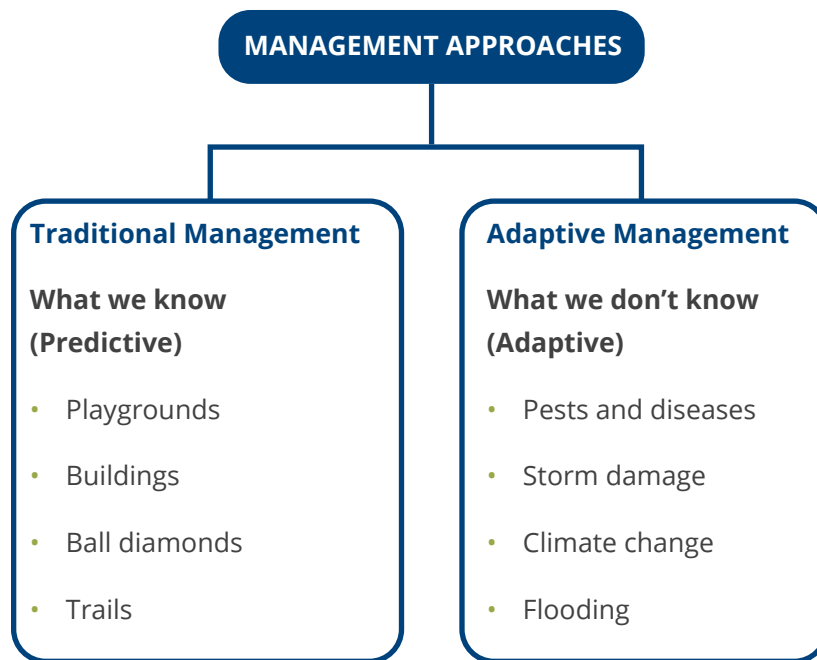 MANAGEMENT APPROACHES
Traditional Management
What we know
(Predictive)
• Playgrounds
• Buildings
• Ball diamonds
• Trails
Adaptive Management
What we don’t know
(Adaptive)
• Pests and diseases
• Storm damage
• Climate change
• Flooding